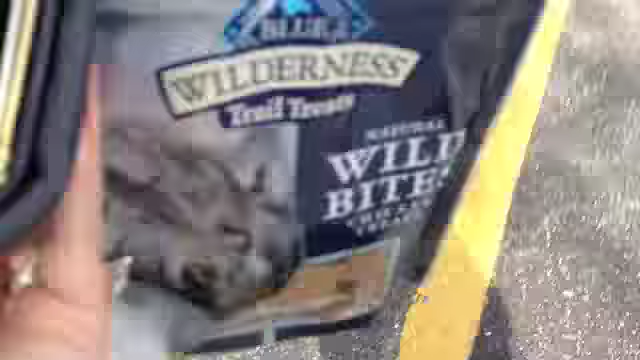 BLUE
WILDERNESS
Trail Treats
NATURAL
WILD
BITES